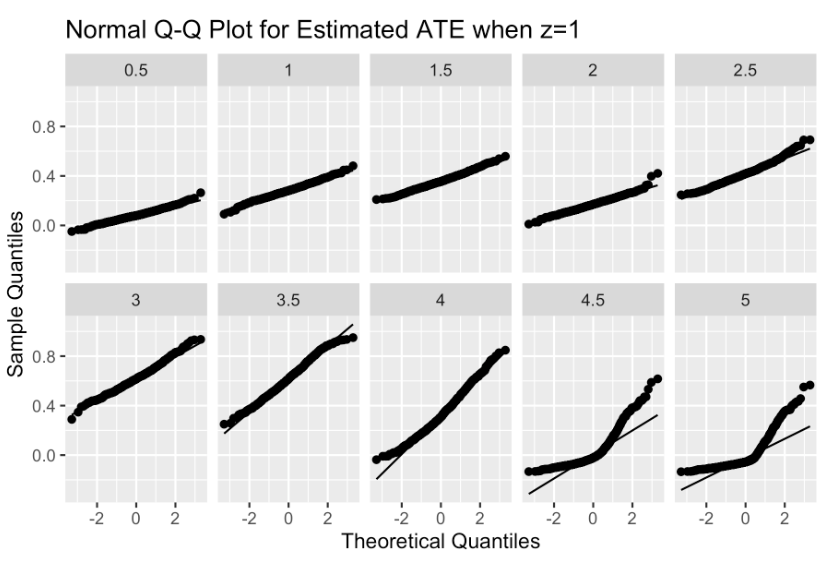 Normal Q-Q Plot for Estimated ATE when z=1
0.5 1 1.5 2 2.5
0.8
0.4
0.0
3 3.5 4 4.5 5
0.8
0.4
0.0
Sample Quantiles
-2 0 2 -2 0 2 -2 0 2 -2 0 2 -2 0 2
Theoretical Quantiles